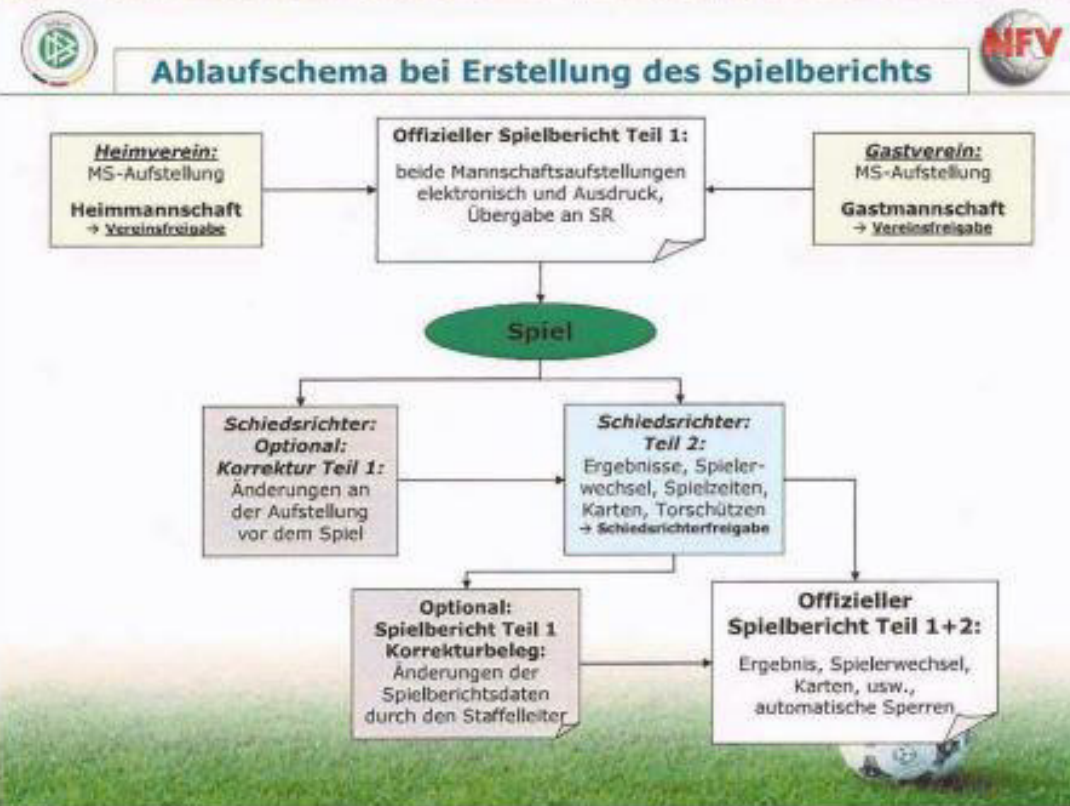 NFV
Ablaufschema bei Erstellung des Spielberichts
Heimverein:
MS-Aufstellung
Heimmannschaft
→ Vereinsfreigabe
Offizieller Spielbericht Teil 1:
beide Mannschaftsaufstellungen
elektronisch und Ausdruck,
Übergabe an SR
Gastverein:
MS-Aufstellung
Gastmannschaft
→ Vereinsfreigabe
Spiel
Schiedsrichter:
Optional:
Korrektur Teil 1:
Änderungen an
der Aufstellung
vor dem Spiel
Schiedsrichter:
Teil 2:
Ergebnisse, Spieler-
wechsel, Spielzeiten,
Karten, Torschützen
→ Schiedsrichterfreigabe
Optional:
Spielbericht Teil 1
Korrekturbeleg:
Änderungen der
Spielberichtsdaten
durch den Staffelleiter
Offizieller
Spielbericht Teil 1+2:
Ergebnis, Spielerwechsel,
Karten, usw.,
automatische Sperren